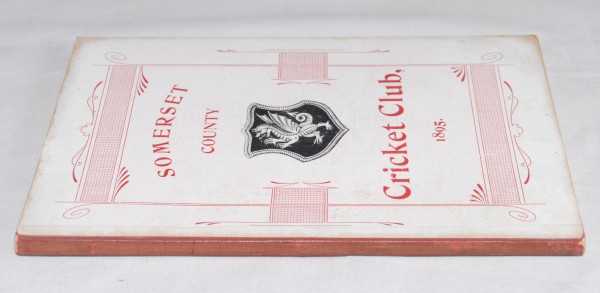 SOMERSET
COUNTY
Cricket Club,
1895.